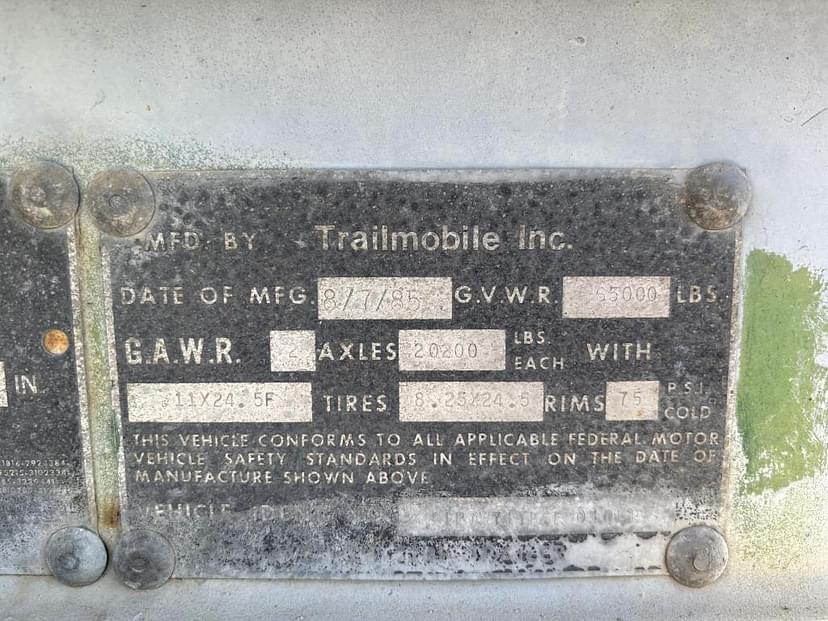 MFD. BY Trailmobile Inc.
DATE OF MFG. 8/7/85 G.V.W.R. 65000 LBS.
G.A.W.R. 2 AXLES 20200 LBS. EACH WITH
11X24.5F TIRES 8.25X24.5 RIMS 75 P.S.I. COLD
THIS VEHICLE CONFORMS TO ALL APPLICABLE FEDERAL MOTOR
VEHICLE SAFETY STANDARDS IN EFFECT ON THE DATE OF
MANUFACTURE SHOWN ABOVE
VEHICLE
IN.